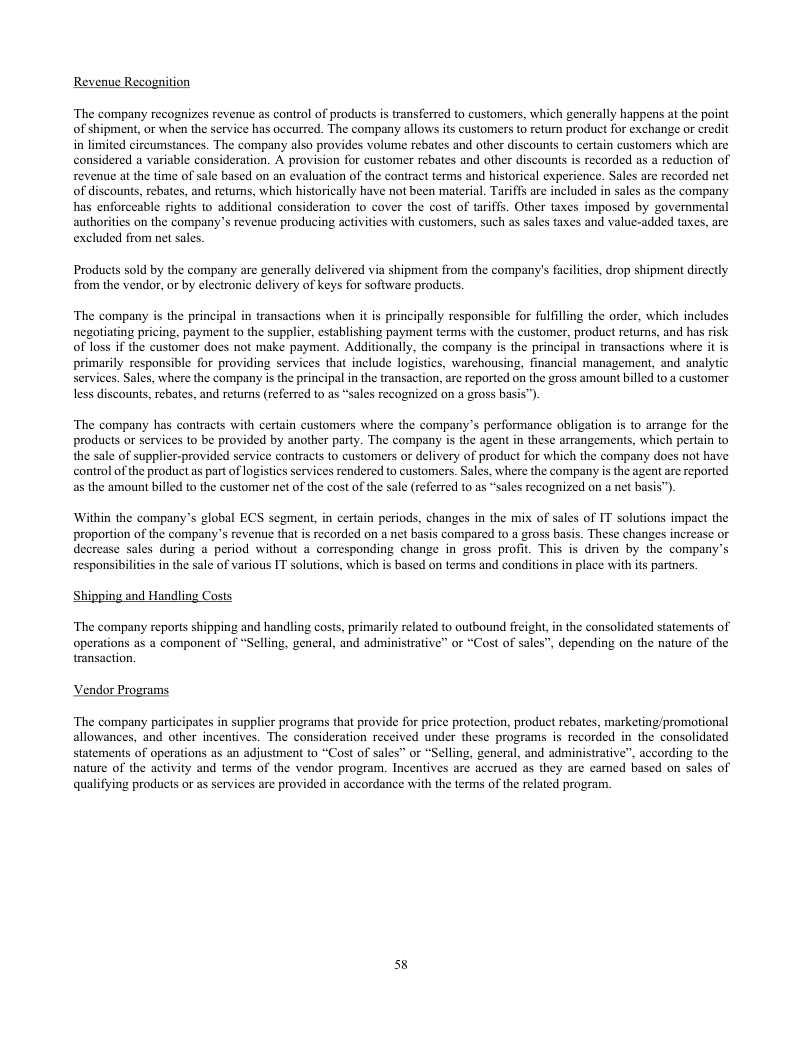 Revenue Recognition
The company recognizes revenue as control of products is transferred to customers, which generally happens at the point
of shipment, or when the service has occurred. The company allows its customers to return product for exchange or credit
in limited circumstances. The company also provides volume rebates and other discounts to certain customers which are
considered a variable consideration. A provision for customer rebates and other discounts is recorded as a reduction of
revenue at the time of sale based on an evaluation of the contract terms and historical experience. Sales are recorded net
of discounts, rebates, and returns, which historically have not been material. Tariffs are included in sales as the company
has enforceable rights to additional consideration to cover the cost of tariffs. Other taxes imposed by governmental
authorities on the company’s revenue producing activities with customers, such as sales taxes and value-added taxes, are
excluded from net sales.
Products sold by the company are generally delivered via shipment from the company's facilities, drop shipment directly
from the vendor, or by electronic delivery of keys for software products.
The company is the principal in transactions when it is principally responsible for fulfilling the order, which includes
negotiating pricing, payment to the supplier, establishing payment terms with the customer, product returns, and has risk
of loss if the customer does not make payment. Additionally, the company is the principal in transactions where it is
primarily responsible for providing services that include logistics, warehousing, financial management, and analytic
services. Sales, where the company is the principal in the transaction, are reported on the gross amount billed to a customer
less discounts, rebates, and returns (referred to as “sales recognized on a gross basis”).
The company has contracts with certain customers where the company’s performance obligation is to arrange for the
products or services to be provided by another party. The company is the agent in these arrangements, which pertain to
the sale of supplier-provided service contracts to customers or delivery of product for which the company does not have
control of the product as part of logistics services rendered to customers. Sales, where the company is the agent are reported
as the amount billed to the customer net of the cost of the sale (referred to as “sales recognized on a net basis”).
Within the company’s global ECS segment, in certain periods, changes in the mix of sales of IT solutions impact the
proportion of the company’s revenue that is recorded on a net basis compared to a gross basis. These changes increase or
decrease sales during a period without a corresponding change in gross profit. This is driven by the company’s
responsibilities in the sale of various IT solutions, which is based on terms and conditions in place with its partners.
Shipping and Handling Costs
The company reports shipping and handling costs, primarily related to outbound freight, in the consolidated statements of
operations as a component of “Selling, general, and administrative” or “Cost of sales”, depending on the nature of the
transaction.
Vendor Programs
The company participates in supplier programs that provide for price protection, product rebates, marketing/promotional
allowances, and other incentives. The consideration received under these programs is recorded in the consolidated
statements of operations as an adjustment to “Cost of sales” or “Selling, general, and administrative”, according to the
nature of the activity and terms of the vendor program. Incentives are accrued as they are earned based on sales of
qualifying products or as services are provided in accordance with the terms of the related program.
58